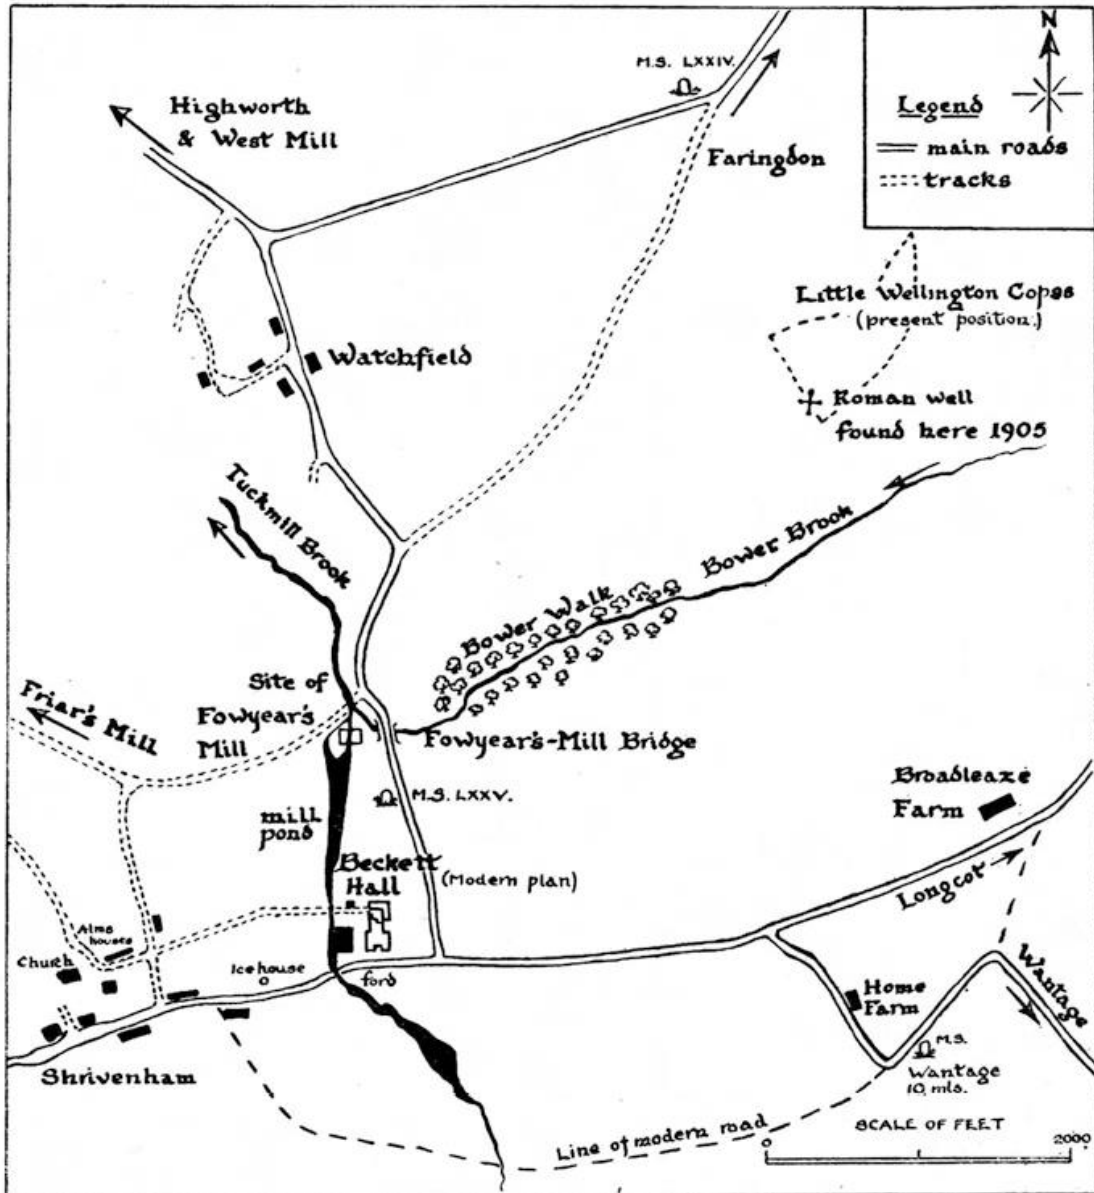 M.S. LXXIV.
N
Highworth
& West Mill
Legend
main roads
tracks
Faringdon
Little Wellington Copse
(present position.)
Watchfield
Roman well
found here 1905
Tuckmill Brook
Bower Brook
Bower Walk
Site of
Fowyear's
Mill
Friar's Mill
Fowyear's-Mill Bridge
M.S. LXXV.
Broadleaze
Farm
mill
pond
Beckett
Hall
(Modern plan)
Longcot
Alms
houses
Church
Icehouse
ford
Home
Farm
Wantage
M.S.
Wantage
10 mls.
Shrivenham
Line of modern road
SCALE OF FEET
0
2000